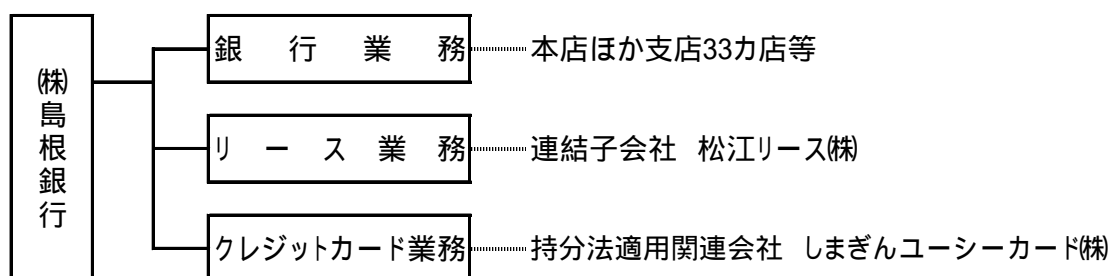 ㈱島根銀行
銀行業務 本店ほか支店33カ店等
リース業務 連結子会社 松江リース㈱
クレジットカード業務 持分法適用関連会社 しまぎんユーシーカード㈱